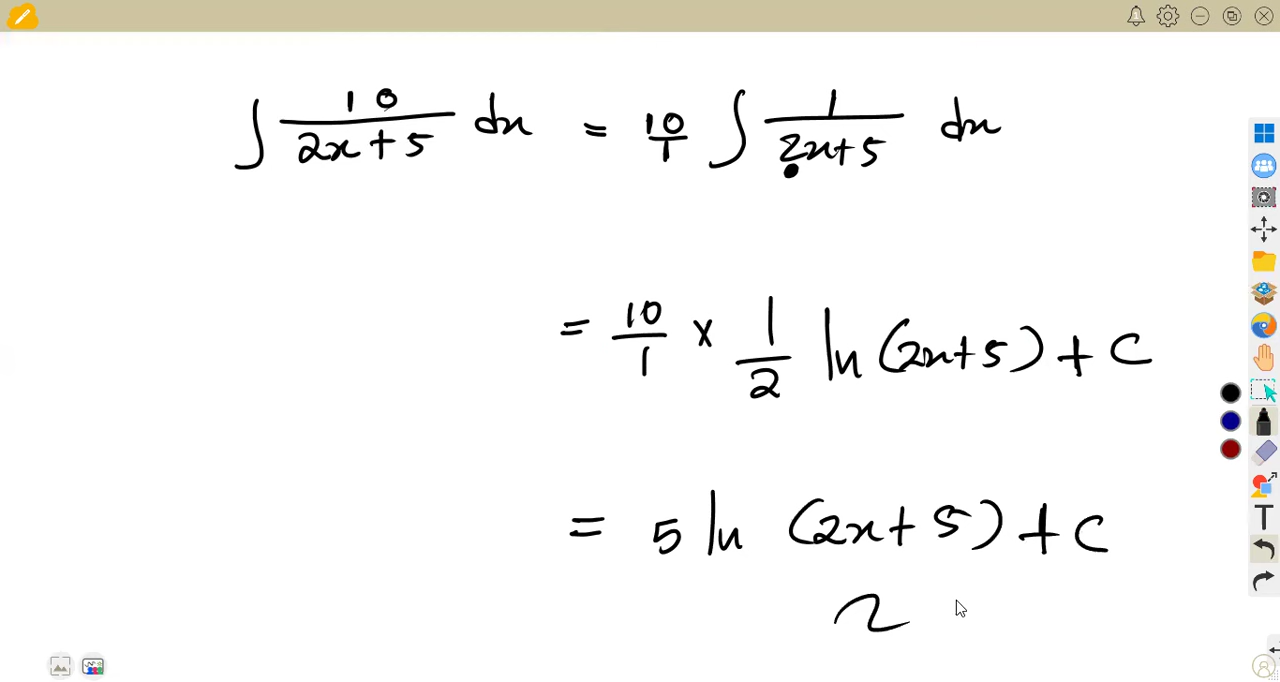 ∫ 10/(2x+5) dx = 10/1 ∫ 1/(2x+5) dx
= 10/1 × 1/2 ln(2x+5) + C
= 5 ln (2x+5) + C
2
T